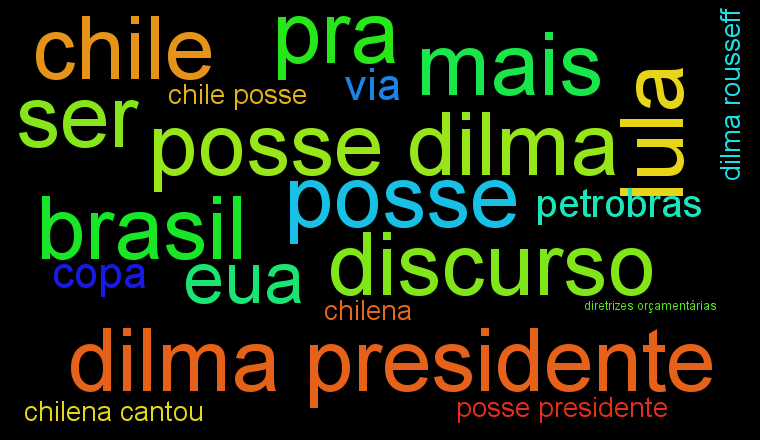 chile
pra
mais
dilma rousseff
chile posse
via
lula
ser
posse dilma
posse
petrobras
brasil
discurso
copa
eua
chilena
diretrizes orçamentárias
dilma presidente
chilena cantou
posse presidente